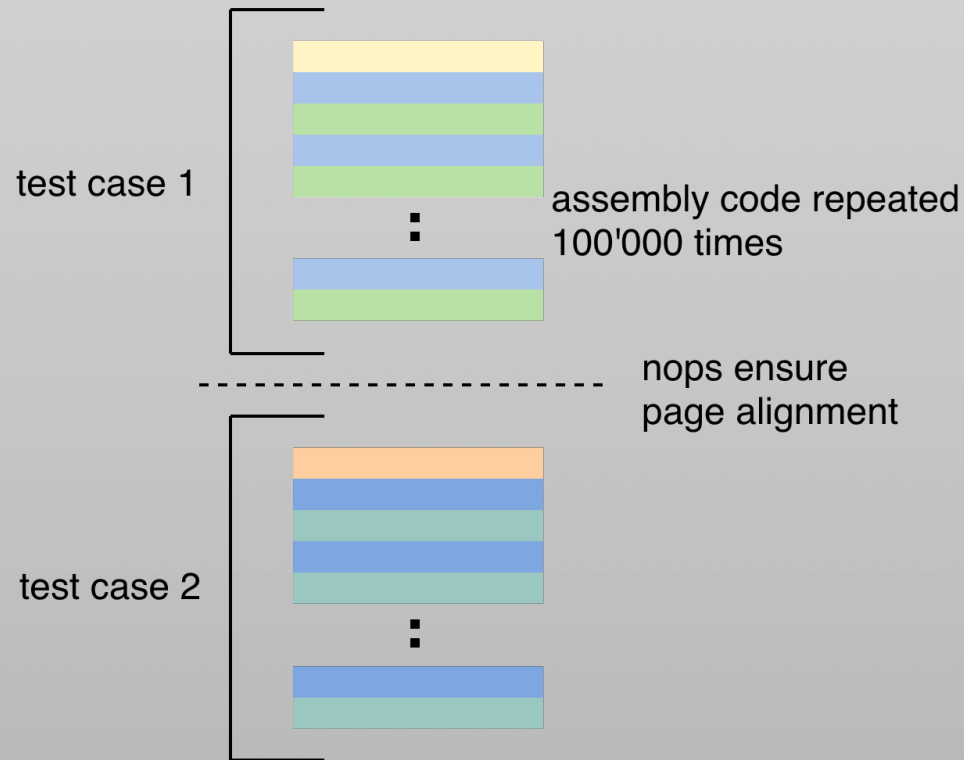 test case 1
assembly code repeated
100'000 times
nops ensure
page alignment
test case 2